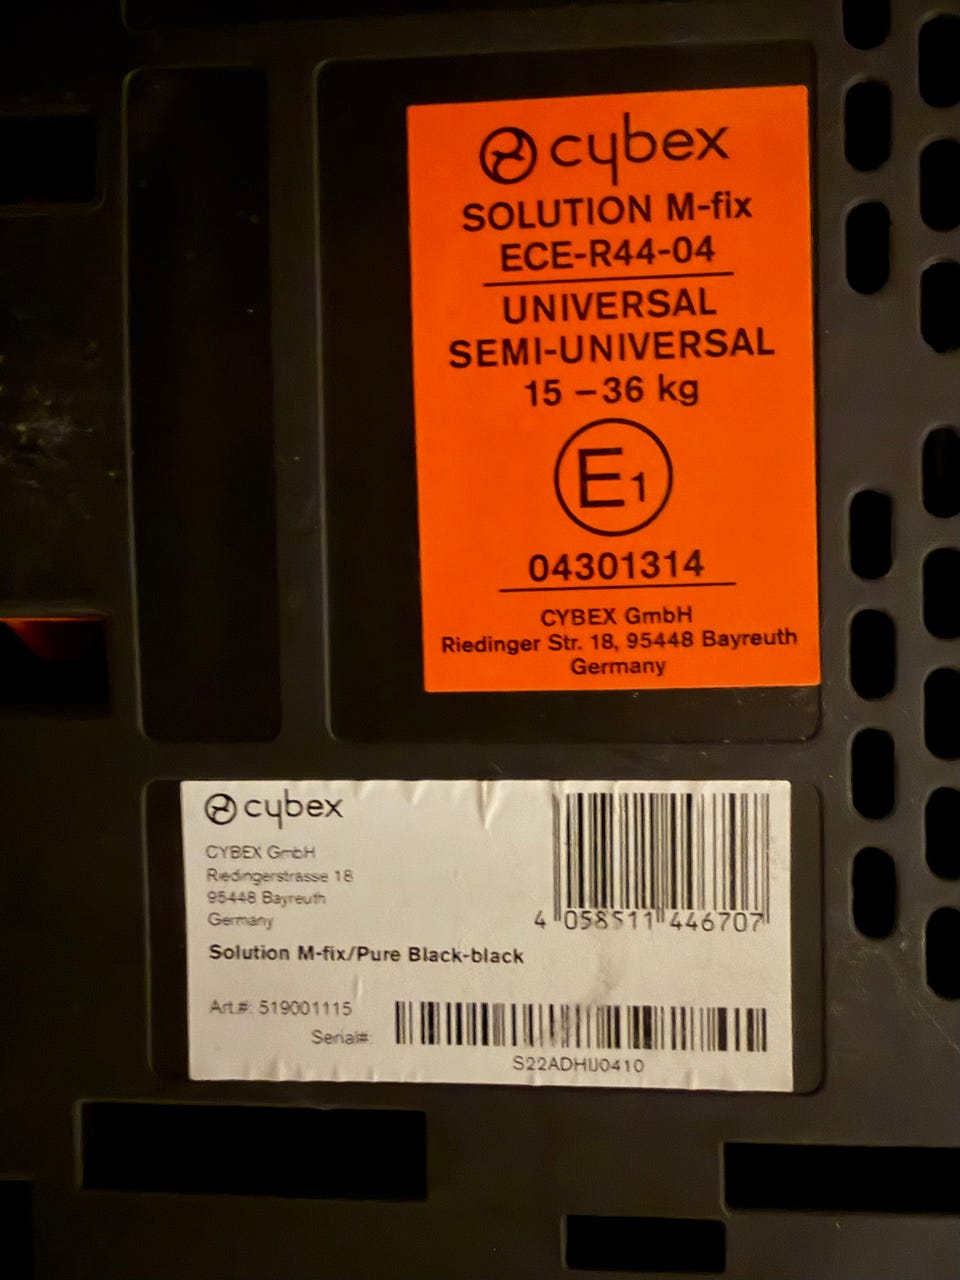 cybex
SOLUTION M-fix
ECE-R44-04
UNIVERSAL
SEMI-UNIVERSAL
15 – 36 kg
E1
04301314
CYBEX GmbH
Riedinger Str. 18, 95448 Bayreuth
Germany
cybex
CYBEX GmbH
Riedingerstrasse 18
95448 Bayreuth
Germany
4 058511 446707
Solution M-fix/Pure Black-black
Art.#: 519001115
Serial#: